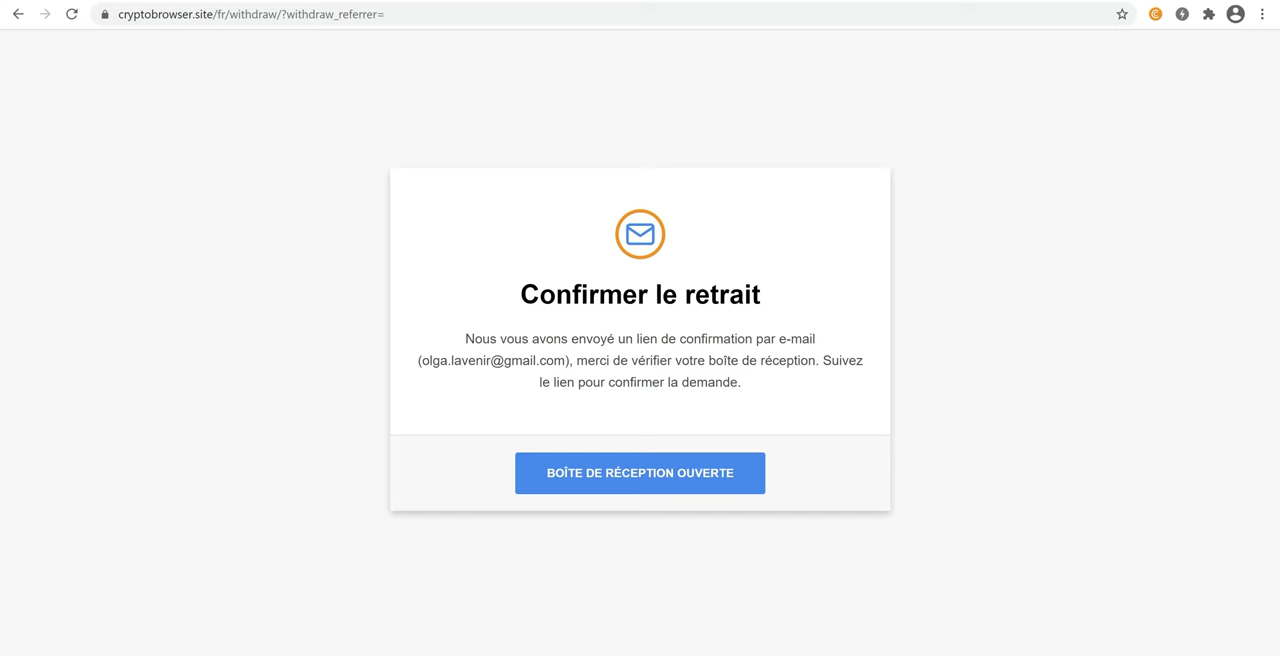 cryptobrowser.site/fr/withdraw/?withdraw_referrer=
Confirmer le retrait
Nous vous avons envoyé un lien de confirmation par e-mail
(olga.lavenir@gmail.com), merci de vérifier votre boîte de réception. Suivez
le lien pour confirmer la demande.
BOÎTE DE RÉCEPTION OUVERTE